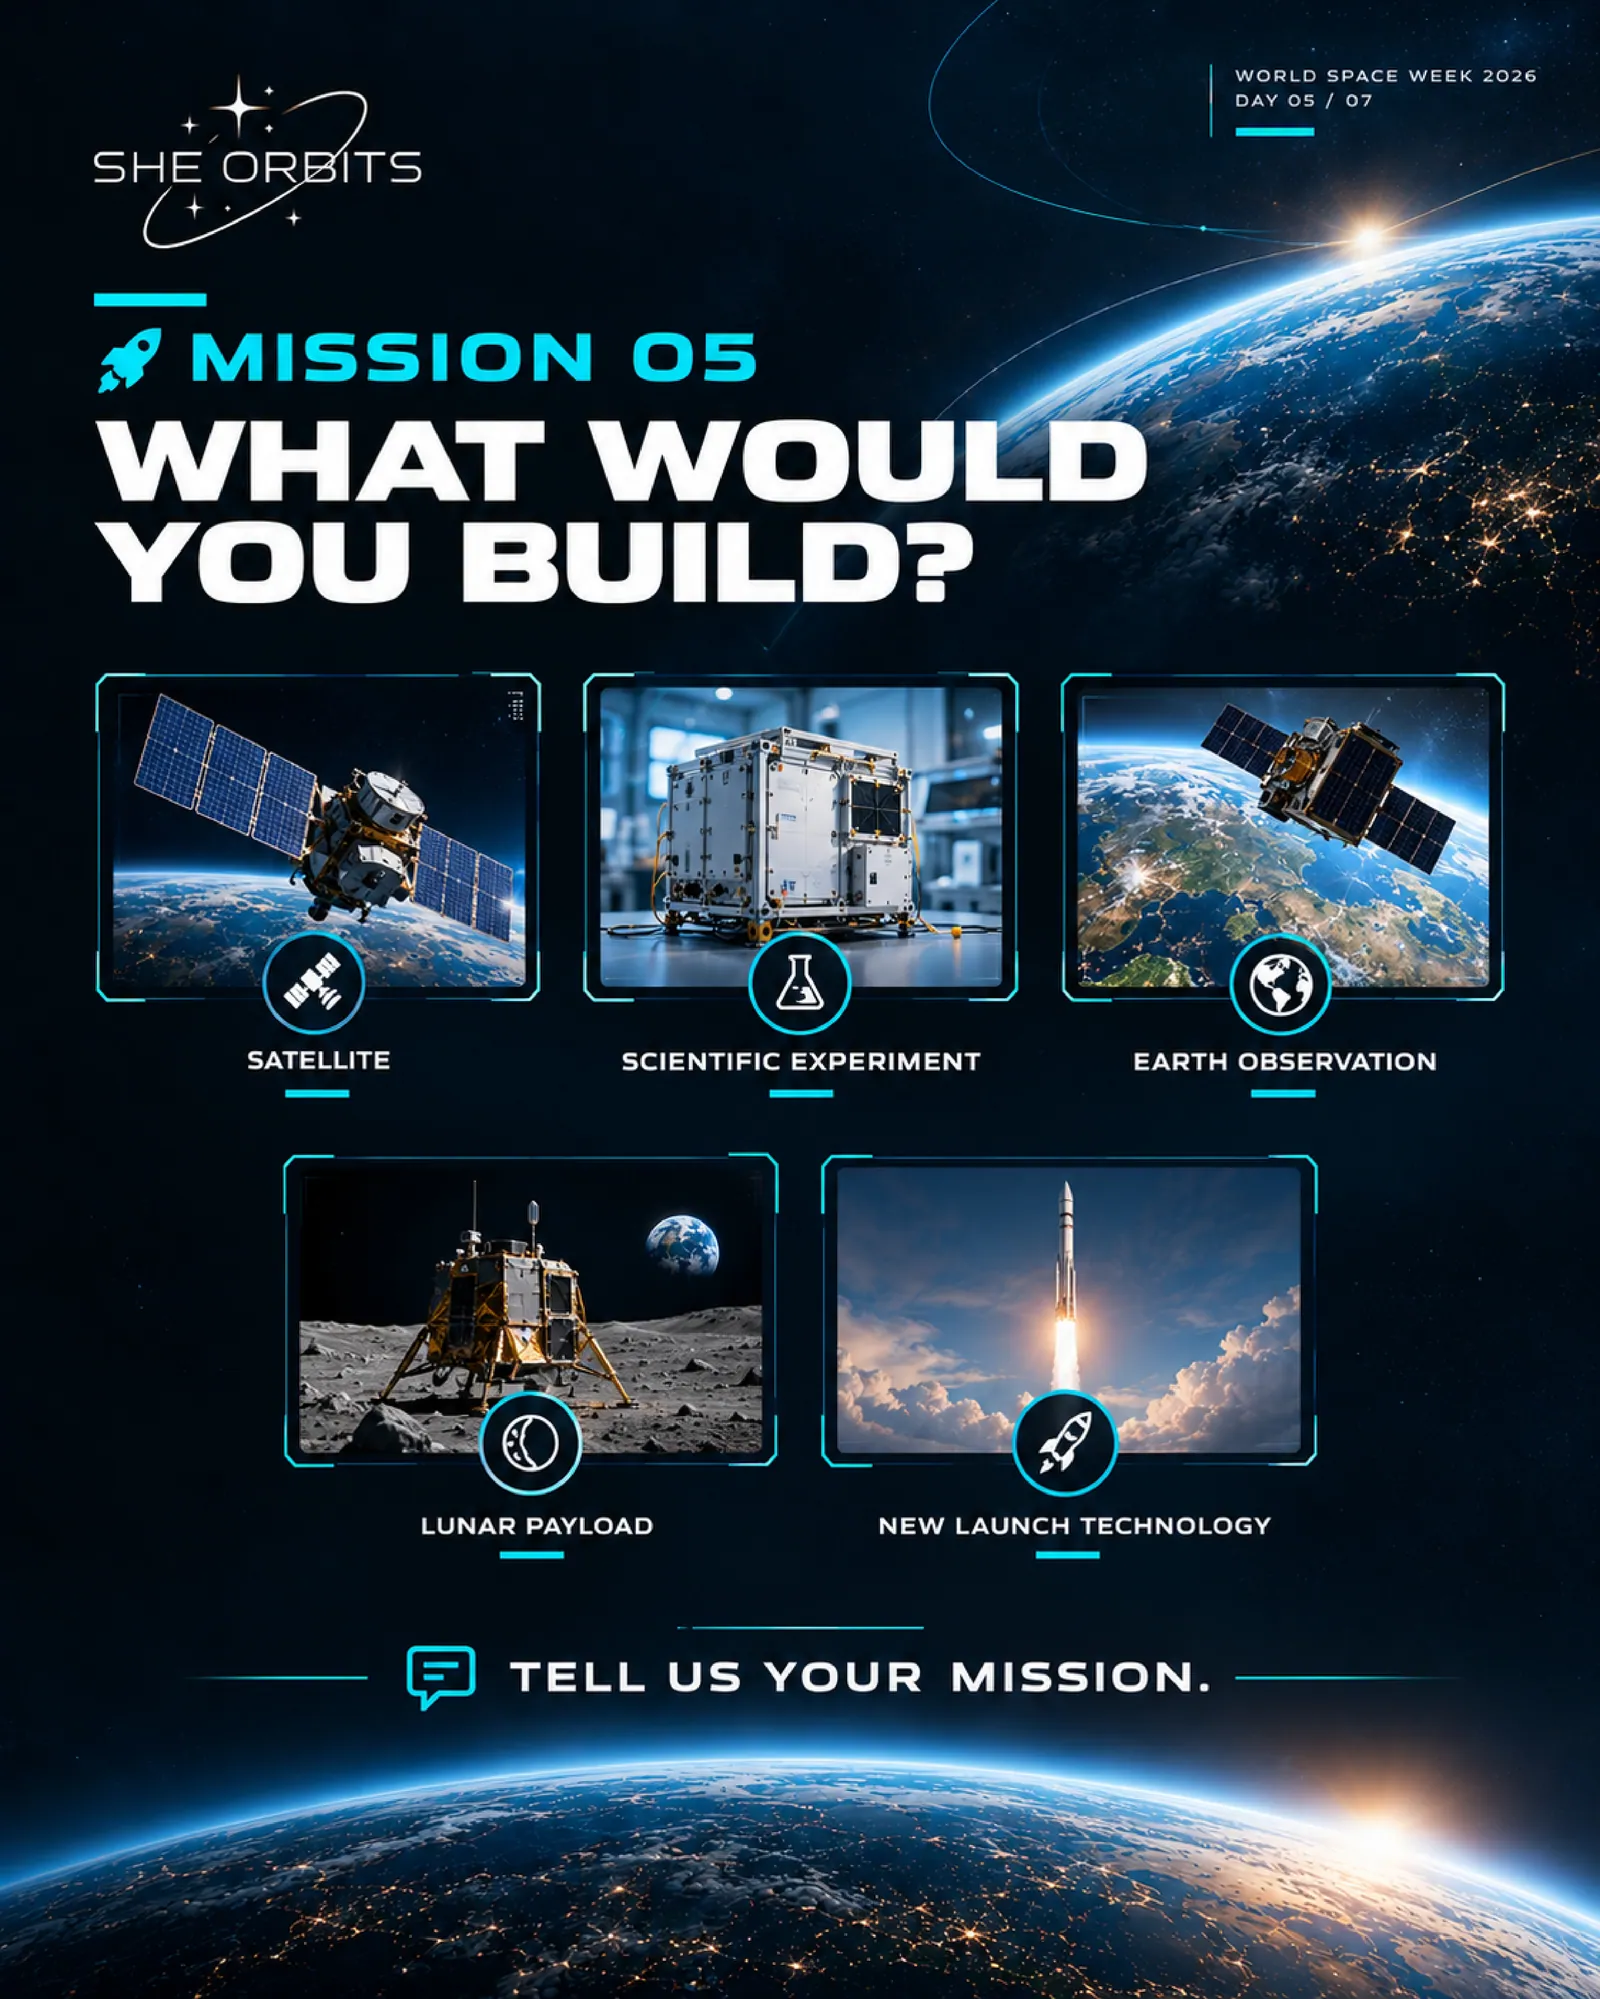 SHE ORBITS
WORLD SPACE WEEK 2026
DAY 05 / 07
MISSION 05
WHAT WOULD
YOU BUILD?
SATELLITE
SCIENTIFIC EXPERIMENT
EARTH OBSERVATION
LUNAR PAYLOAD
NEW LAUNCH TECHNOLOGY
TELL US YOUR MISSION.